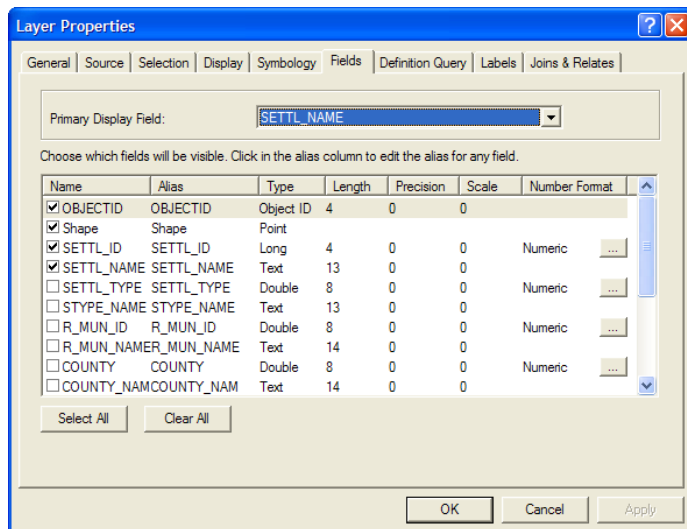 Layer Properties
General Source Selection Display Symbology Fields Definition Query Labels Joins & Relates
Primary Display Field: SETTL_NAME
Choose which fields will be visible. Click in the alias column to edit the alias for any field.
Name Alias Type Length Precision Scale Number Format
OBJECTID OBJECTID Object ID 4 0 0
Shape Shape Point
SETTL_ID SETTL_ID Long 4 0 0 Numeric ...
SETTL_NAME SETTL_NAME Text 13 0 0
SETTL_TYPE SETTL_TYPE Double 8 0 0 Numeric ...
STYPE_NAME STYPE_NAME Text 13 0 0
R_MUN_ID R_MUN_ID Double 8 0 0 Numeric ...
R_MUN_NAME R_MUN_NAME Text 14 0 0
COUNTY COUNTY Double 8 0 0 Numeric ...
COUNTY_NAM COUNTY_NAM Text 14 0 0
Select All Clear All
OK Cancel Apply